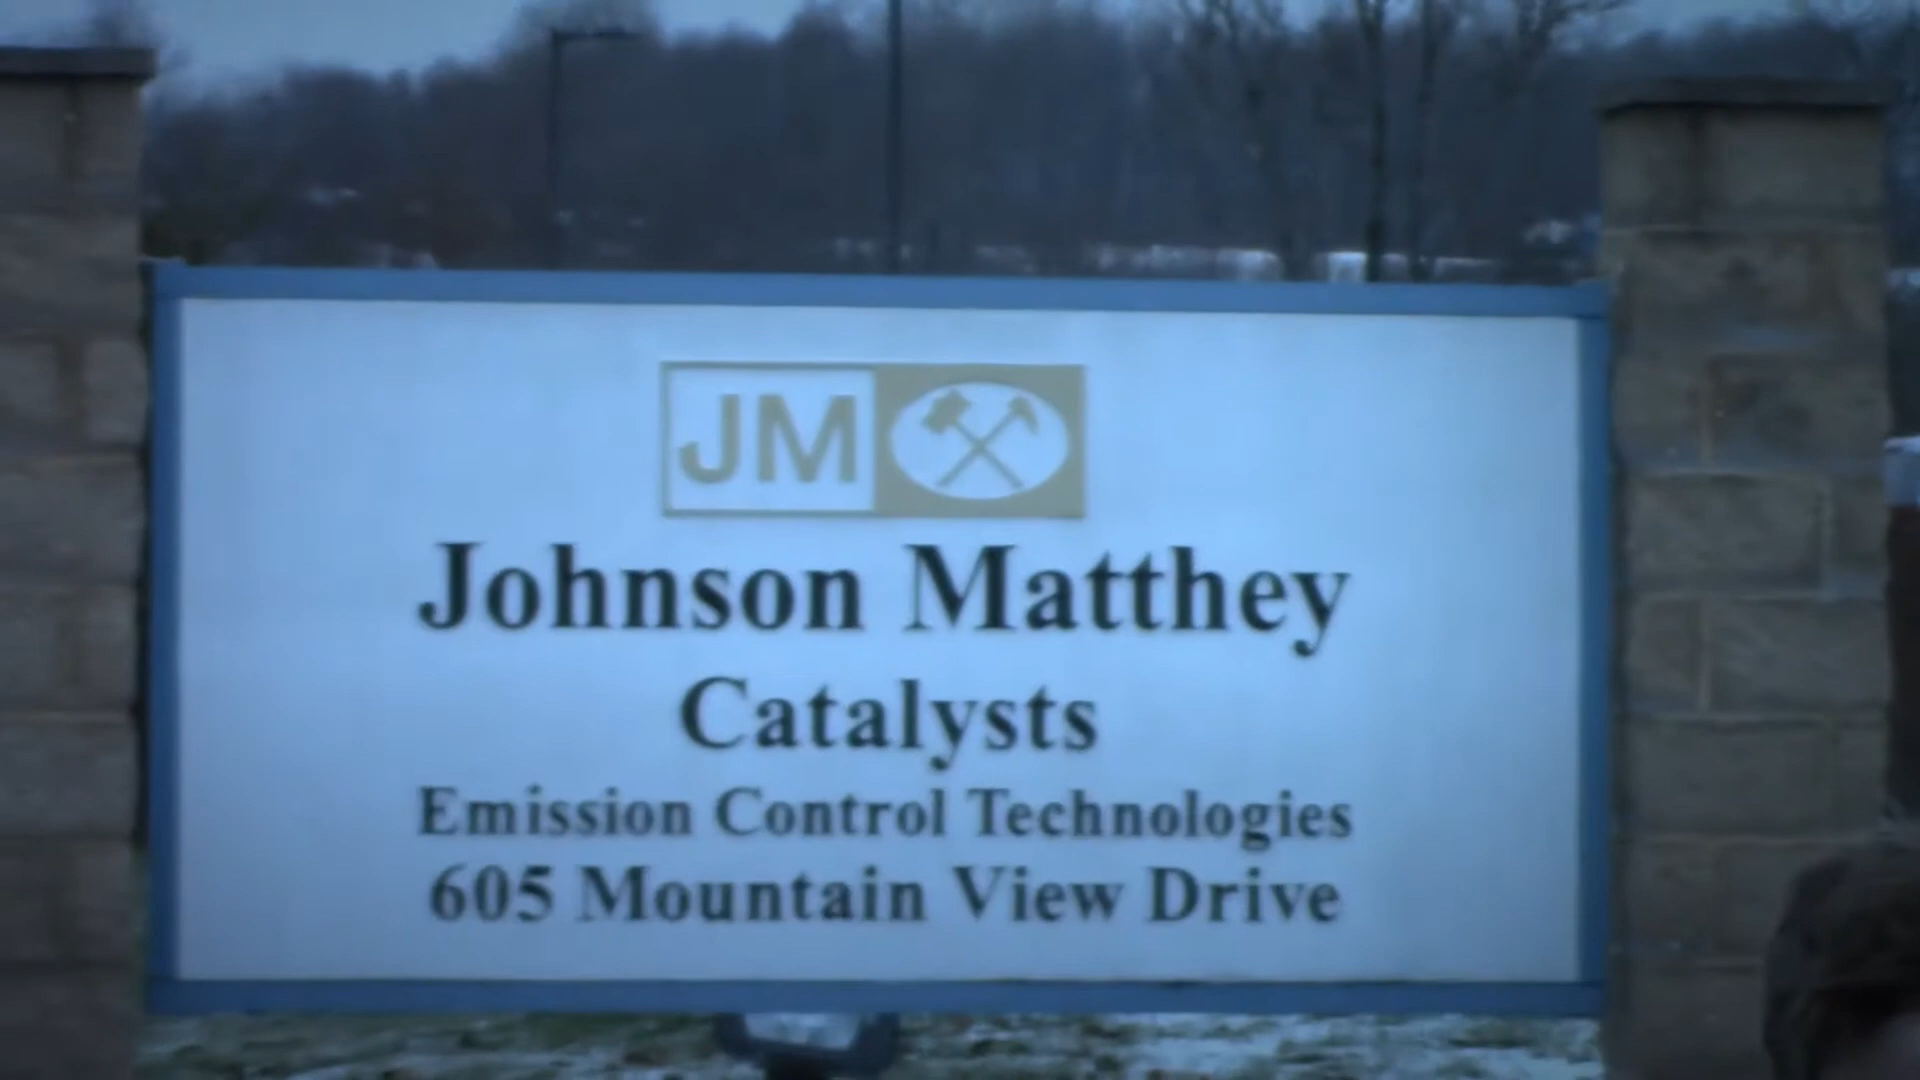 JM
Johnson Matthey
Catalysts
Emission Control Technologies
605 Mountain View Drive